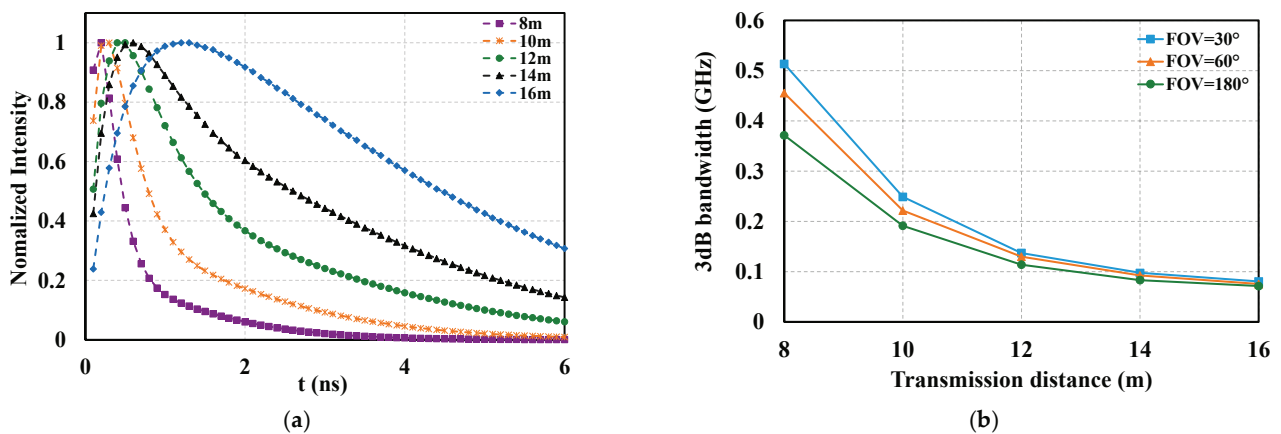 8m
10m
12m
14m
16m
Nomalized Intensity
1
0.8
0.6
0.4
0.2
0
0 2 4 6
t (ns)
(a)
FOV=30°
FOV=60°
FOV=180°
3dB bandwidth (GHz)
0.6
0.5
0.4
0.3
0.2
0.1
0
8 10 12 14 16
Transmission distance (m)
(b)